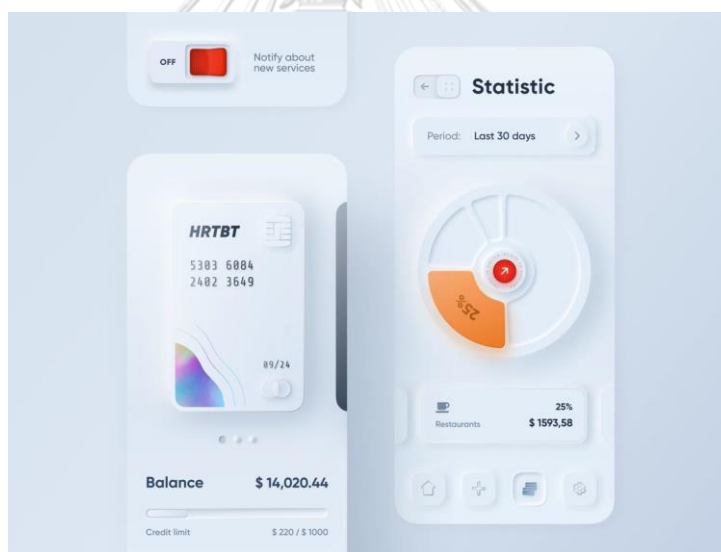 OFF
Notify about
new services
HRTBT
5303 6084
2402 3649
09/24
Balance
$ 14,020.44
Credit limit
$ 220 / $ 1000
Statistic
Period: Last 30 days
25%
25%
Restaurants
$ 1593,58